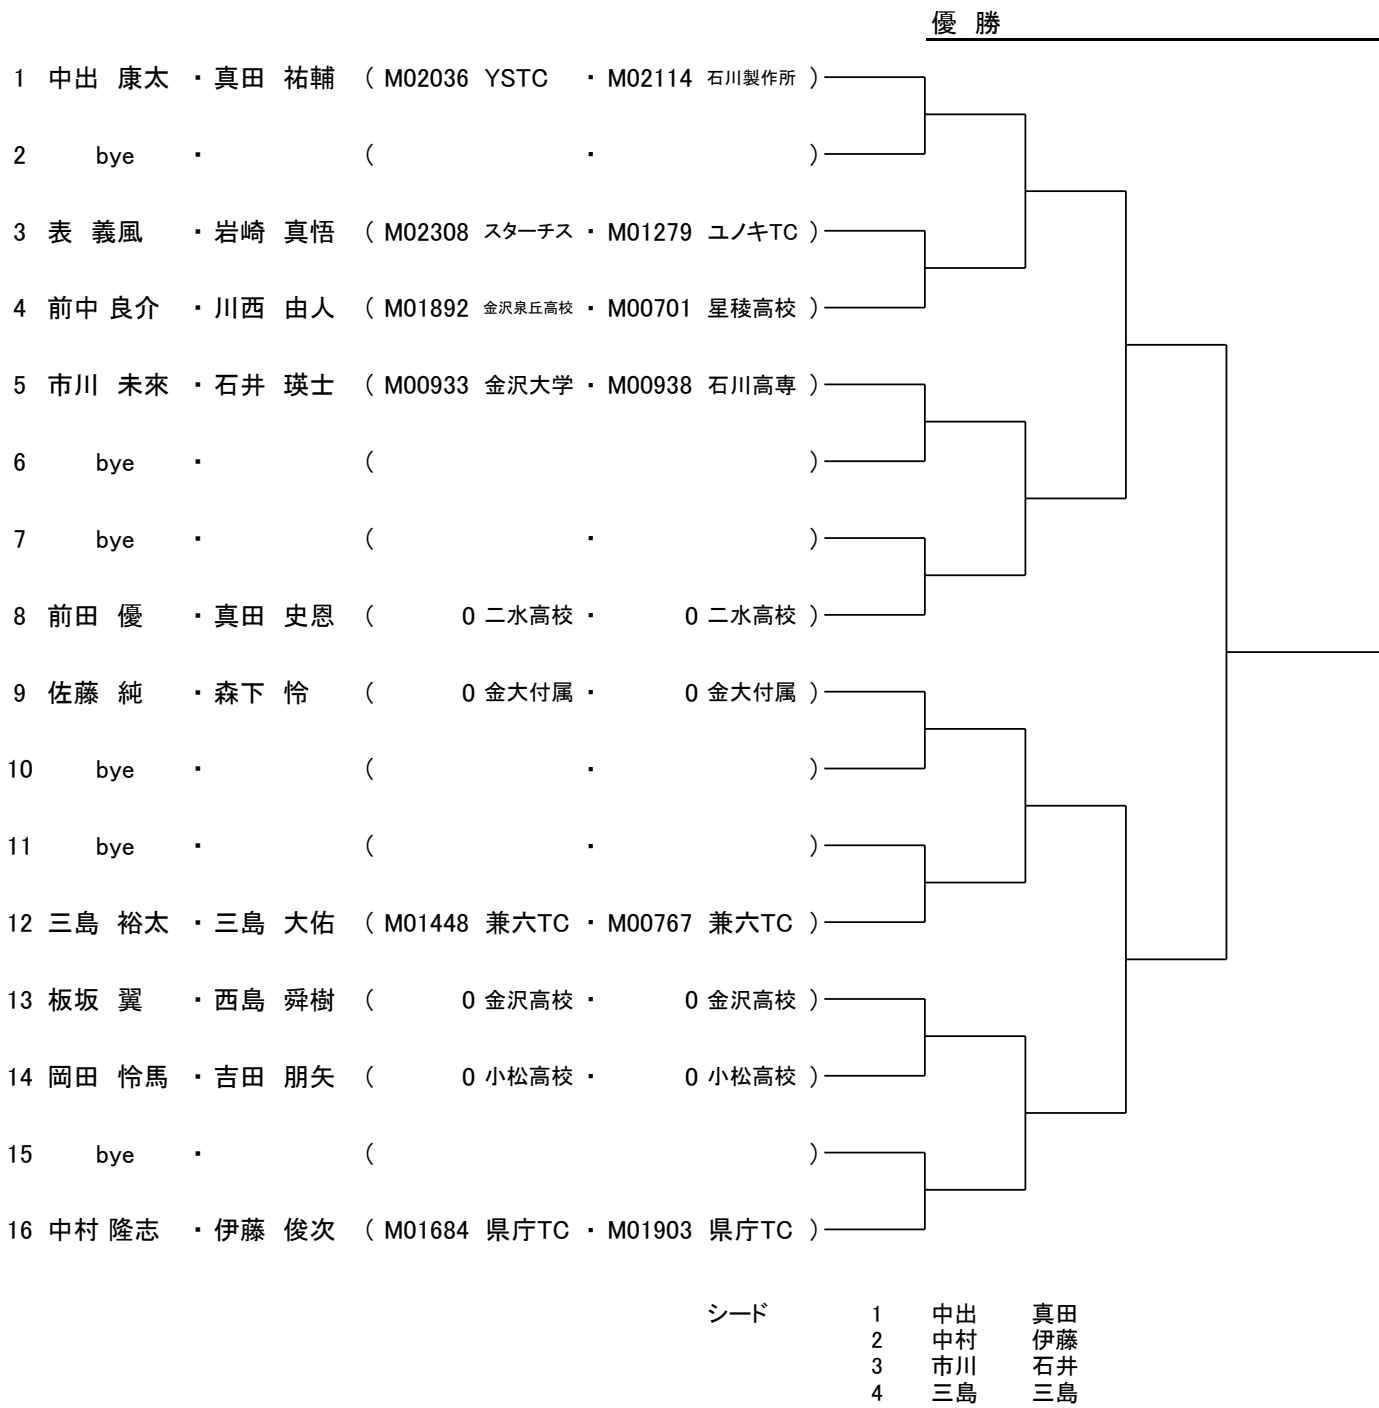 優 勝
1 中出 康太 ・ 真田 祐輔 ( M02036 YSTC ・ M02114 石川製作所 )
2 bye ・ ( ・ )
3 表 義風 ・ 岩崎 真悟 ( M02308 スターチス ・ M01279 ユノキTC )
4 前中 良介 ・ 川西 由人 ( M01892 金沢泉丘高校 ・ M00701 星稜高校 )
5 市川 未來 ・ 石井 瑛士 ( M00933 金沢大学 ・ M00938 石川高専 )
6 bye ・ ( )
7 bye ・ ( ・ )
8 前田 優 ・ 真田 史恩 ( 0 二水高校 ・ 0 二水高校 )
9 佐藤 純 ・ 森下 怜 ( 0 金大付属 ・ 0 金大付属 )
10 bye ・ ( ・ )
11 bye ・ ( ・ )
12 三島 裕太 ・ 三島 大佑 ( M01448 兼六TC ・ M00767 兼六TC )
13 板坂 翼 ・ 西島 舜樹 ( 0 金沢高校 ・ 0 金沢高校 )
14 岡田 怜馬 ・ 吉田 朋矢 ( 0 小松高校 ・ 0 小松高校 )
15 bye ・ ( )
16 中村 隆志 ・ 伊藤 俊次 ( M01684 県庁TC ・ M01903 県庁TC )
シード 1 中出 真田
2 中村 伊藤
3 市川 石井
4 三島 三島